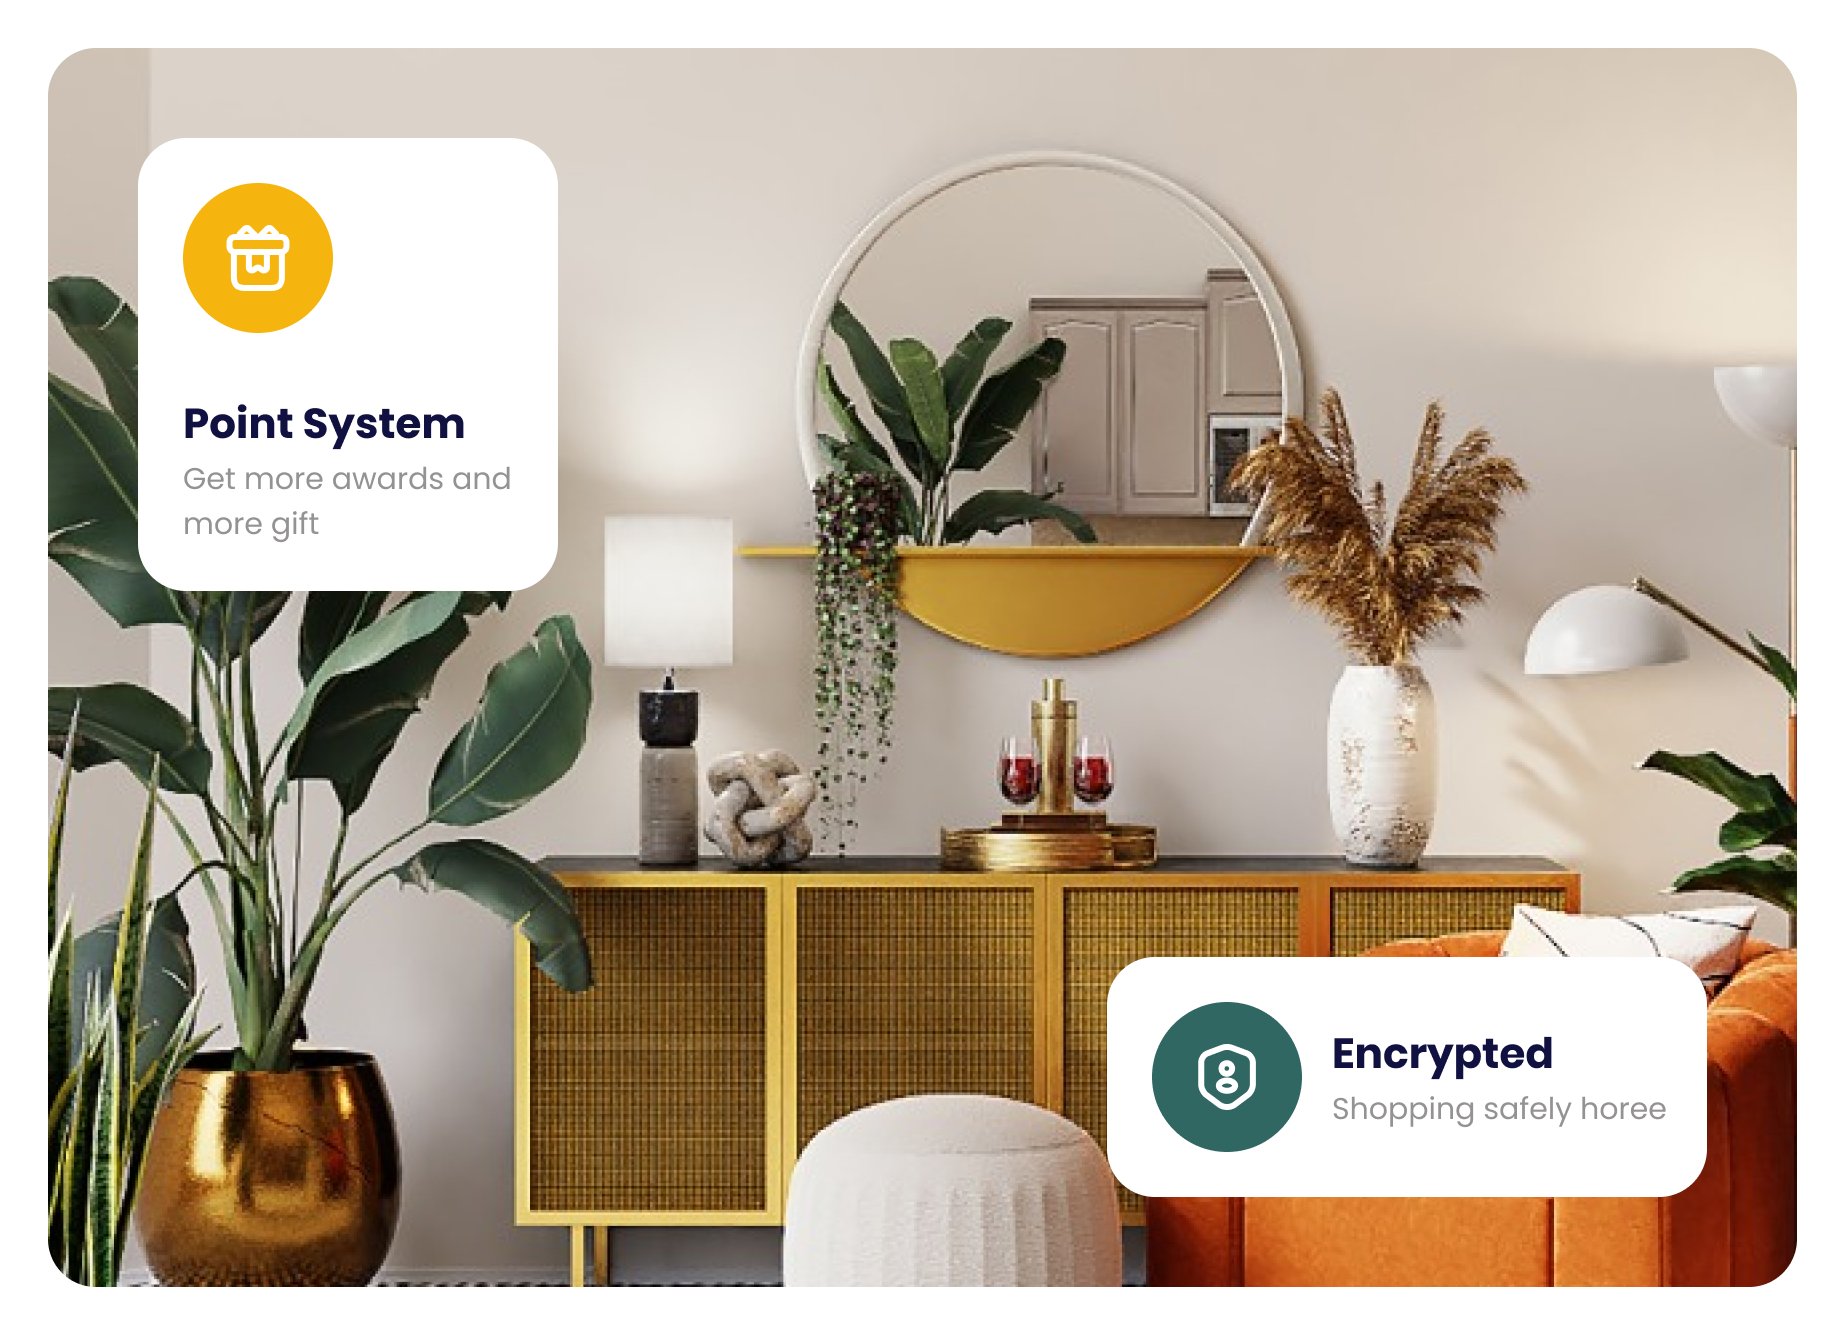 Point System
Get more awards and
more gift
Encrypted
Shopping safely horee